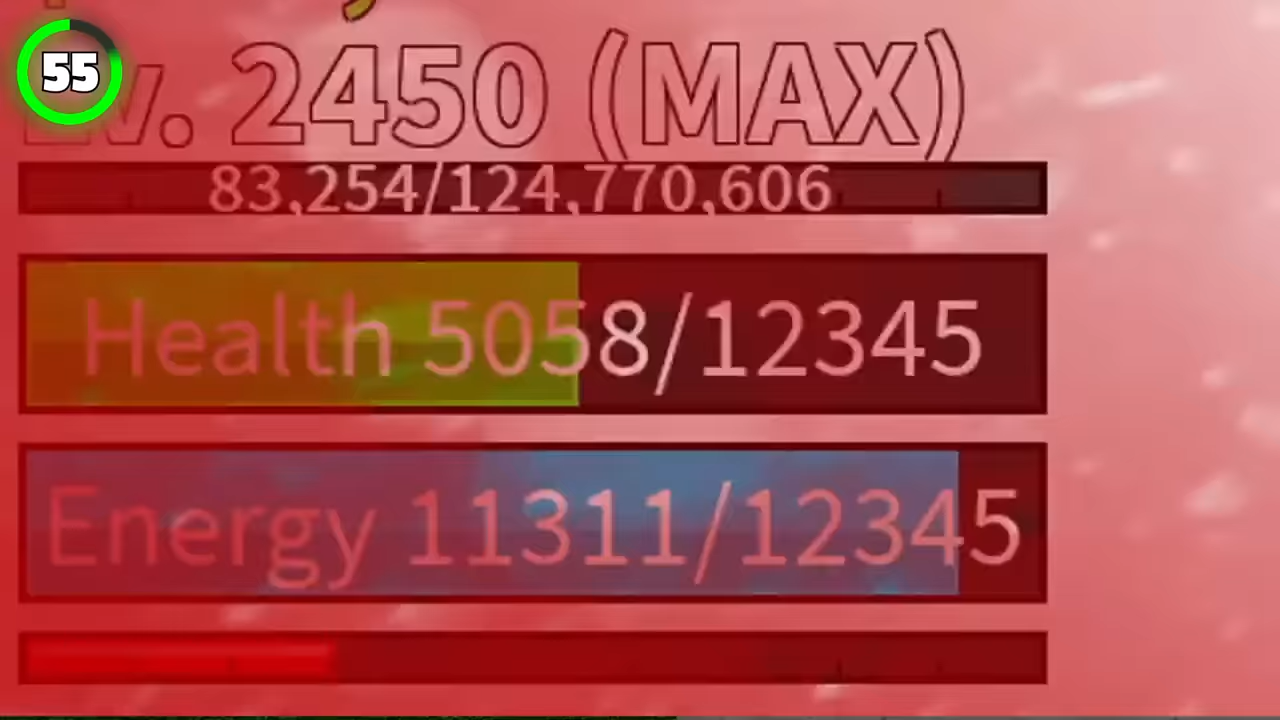 55
Lv. 2450 (MAX)
83,254/124,770,606
Health 5058/12345
Energy 11311/12345